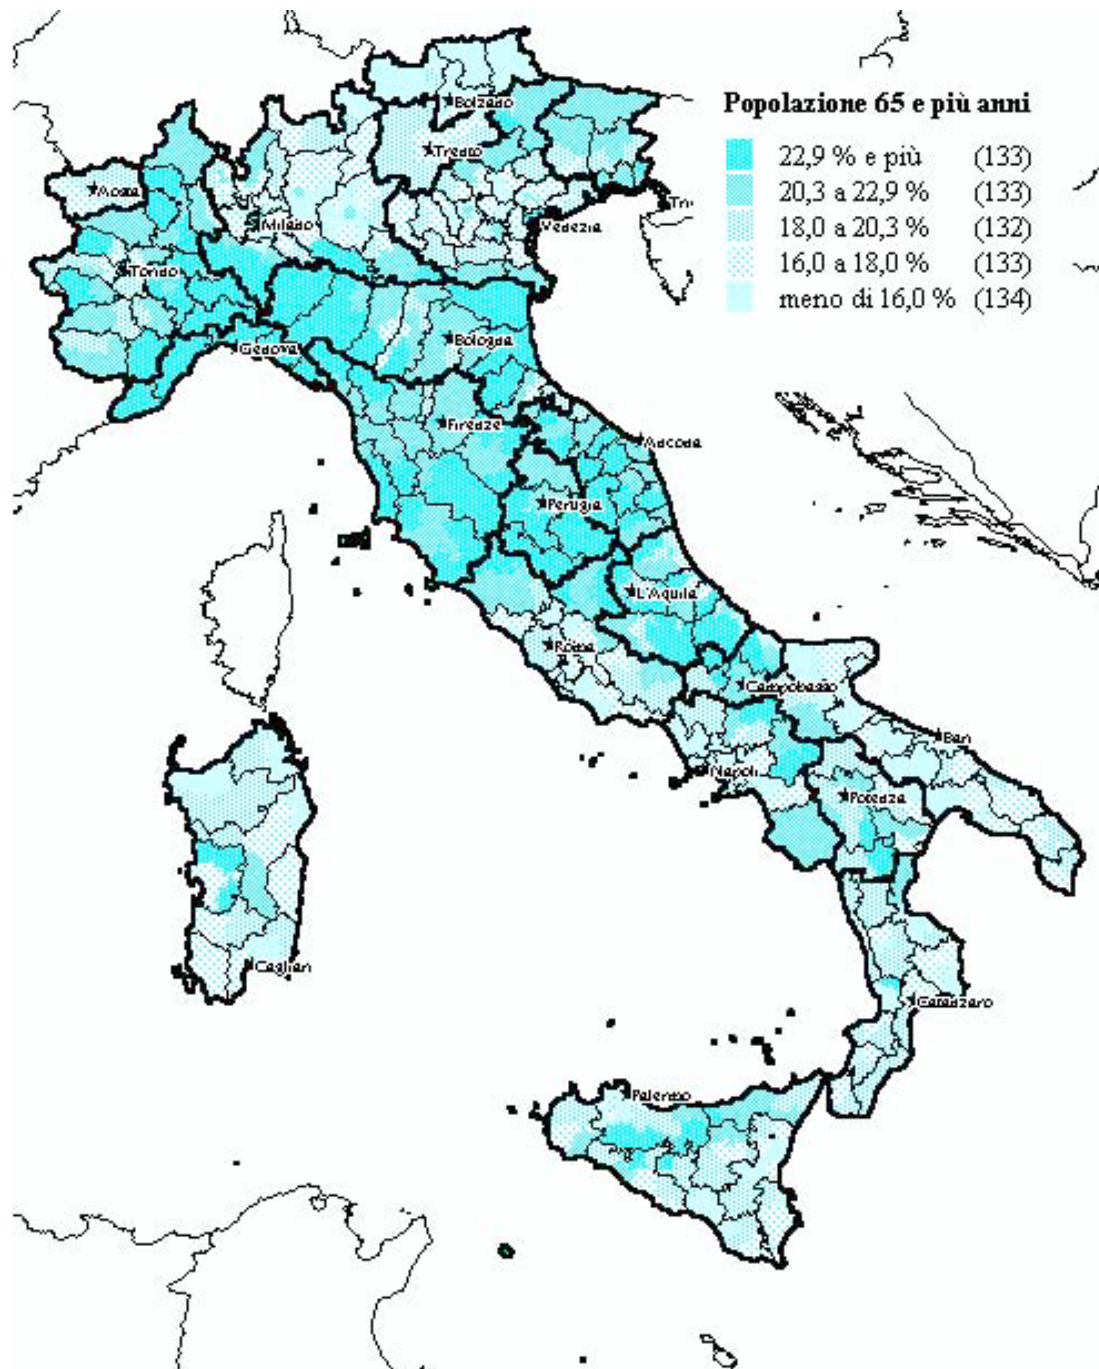 Popolazione 65 e più anni
22,9 % e più (133)
20,3 a 22,9 % (133)
18,0 a 20,3 % (132)
16,0 a 18,0 % (133)
meno di 16,0 % (134)
Bolzano
Trento
Aosta
Milano
Venezia
Torino
Genova
Bologna
Firenze
Ancona
Perugia
L'Aquila
Roma
Campobasso
Bari
Napoli
Potenza
Cagliari
Catanzaro
Palermo